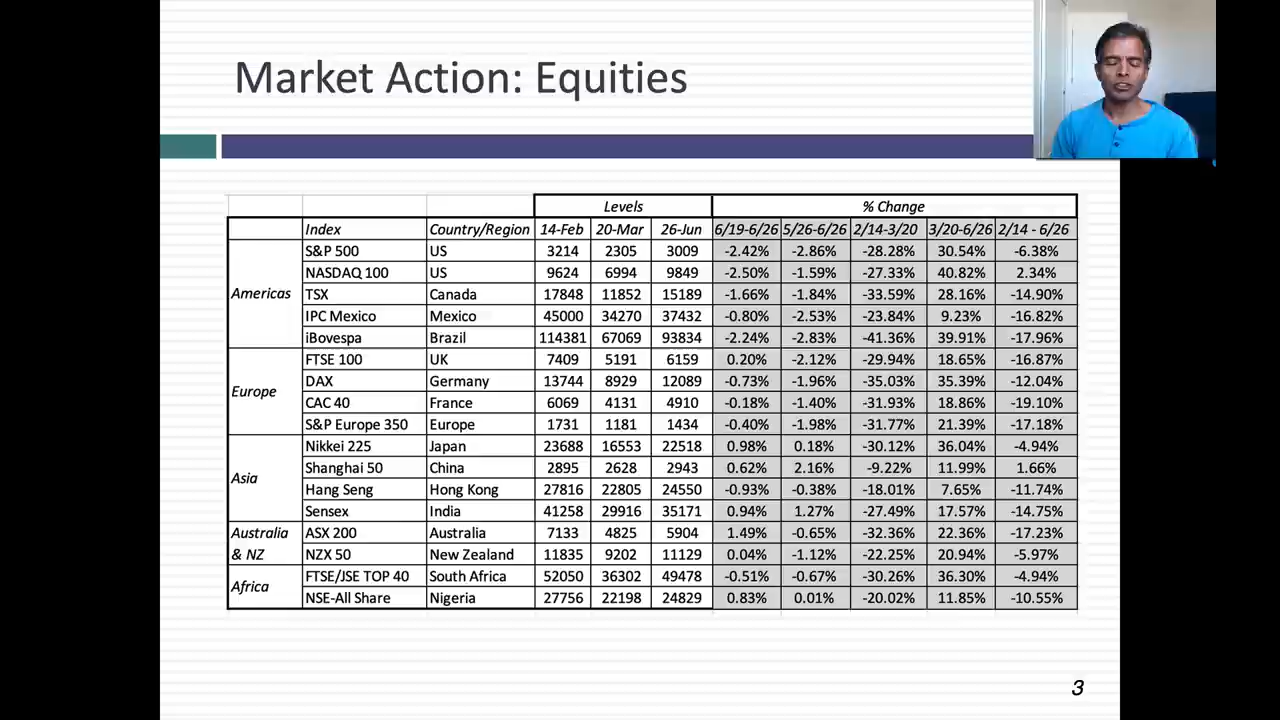 Market Action: Equities
Levels % Change
Index Country/Region 14-Feb 20-Mar 26-Jun 6/19-6/26 5/26-6/26 2/14-3/20 3/20-6/26 2/14 - 6/26
Americas
S&P 500 US 3214 2305 3009 -2.42% -2.86% -28.28% 30.54% -6.38%
NASDAQ 100 US 9624 6994 9849 -2.50% -1.59% -27.33% 40.82% 2.34%
TSX Canada 17848 11852 15189 -1.66% -1.84% -33.59% 28.16% -14.90%
IPC Mexico Mexico 45000 34270 37432 -0.80% -2.53% -23.84% 9.23% -16.82%
iBovespa Brazil 114381 67069 93834 -2.24% -2.83% -41.36% 39.91% -17.96%
Europe
FTSE 100 UK 7409 5191 6159 0.20% -2.12% -29.94% 18.65% -16.87%
DAX Germany 13744 8929 12089 -0.73% -1.96% -35.03% 35.39% -12.04%
CAC 40 France 6069 4131 4910 -0.18% -1.40% -31.93% 18.86% -19.10%
S&P Europe 350 Europe 1731 1181 1434 -0.40% -1.98% -31.77% 21.39% -17.18%
Asia
Nikkei 225 Japan 23688 16553 22518 0.98% 0.18% -30.12% 36.04% -4.94%
Shanghai 50 China 2895 2628 2943 0.62% 2.16% -9.22% 11.99% 1.66%
Hang Seng Hong Kong 27816 22805 24550 -0.93% -0.38% -18.01% 7.65% -11.74%
Sensex India 41258 29916 35171 0.94% 1.27% -27.49% 17.57% -14.75%
Australia & NZ
ASX 200 Australia 7133 4825 5904 1.49% -0.65% -32.36% 22.36% -17.23%
NZX 50 New Zealand 11835 9202 11129 0.04% -1.12% -22.25% 20.94% -5.97%
Africa
FTSE/JSE TOP 40 South Africa 52050 36302 49478 -0.51% -0.67% -30.26% 36.30% -4.94%
NSE-All Share Nigeria 27756 22198 24829 0.83% 0.01% -20.02% 11.85% -10.55%
3